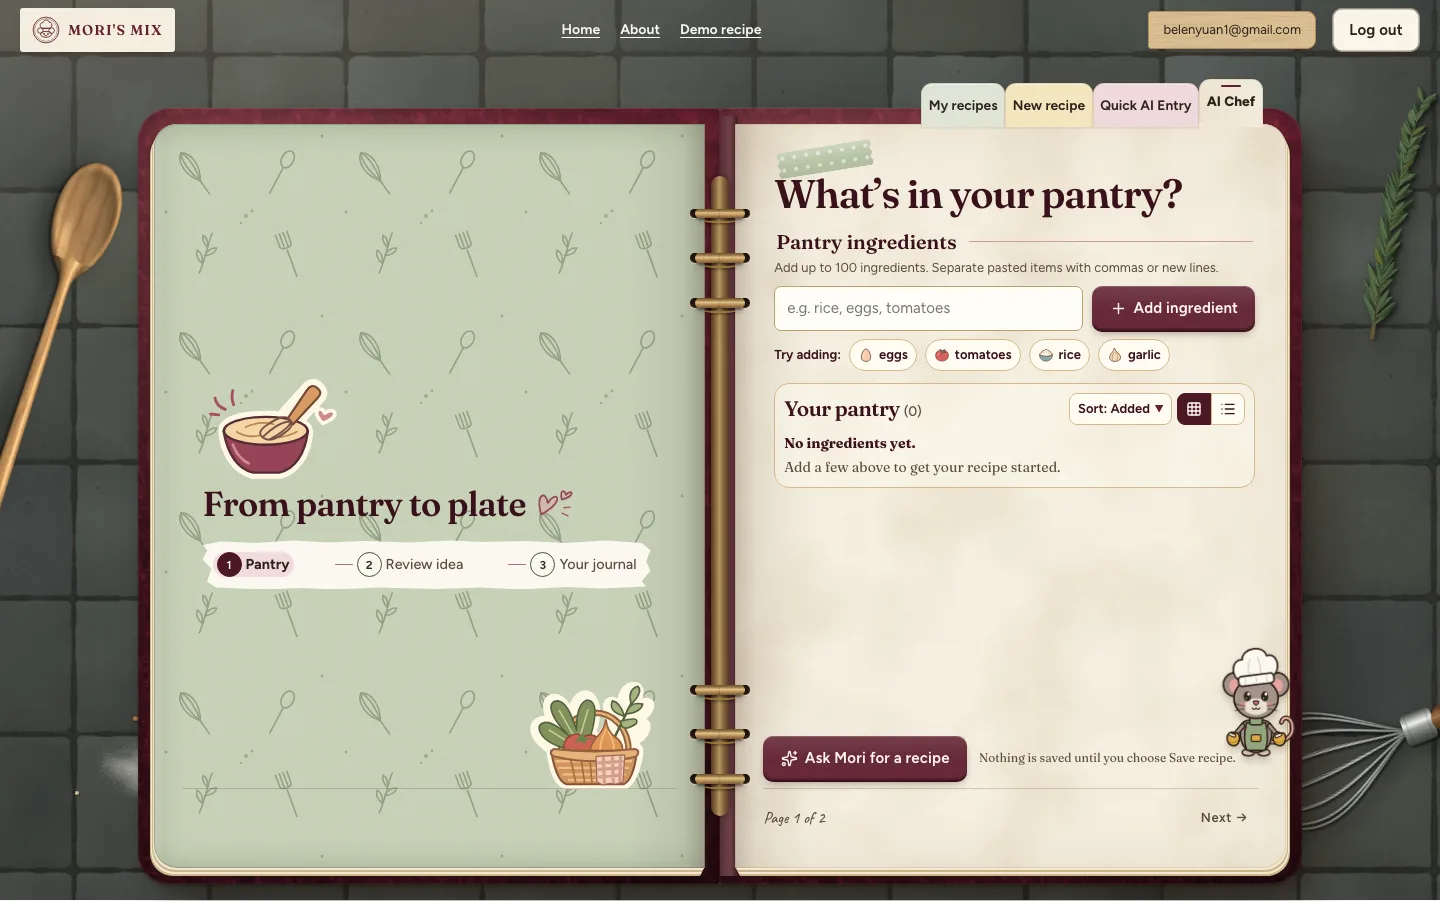 MORI'S MIX
Home About Demo recipe
belenyuan1@gmail.com
Log out
My recipes New recipe Quick AI Entry AI Chef
From pantry to plate
1 Pantry 2 Review idea 3 Your journal
What's in your pantry?
Pantry ingredients
Add up to 100 ingredients. Separate pasted items with commas or new lines.
e.g. rice, eggs, tomatoes
+ Add ingredient
Try adding: eggs tomatoes rice garlic
Your pantry (0)
Sort: Added ▼
No ingredients yet.
Add a few above to get your recipe started.
Ask Mori for a recipe
Nothing is saved until you choose Save recipe.
Page 1 of 2
Next →